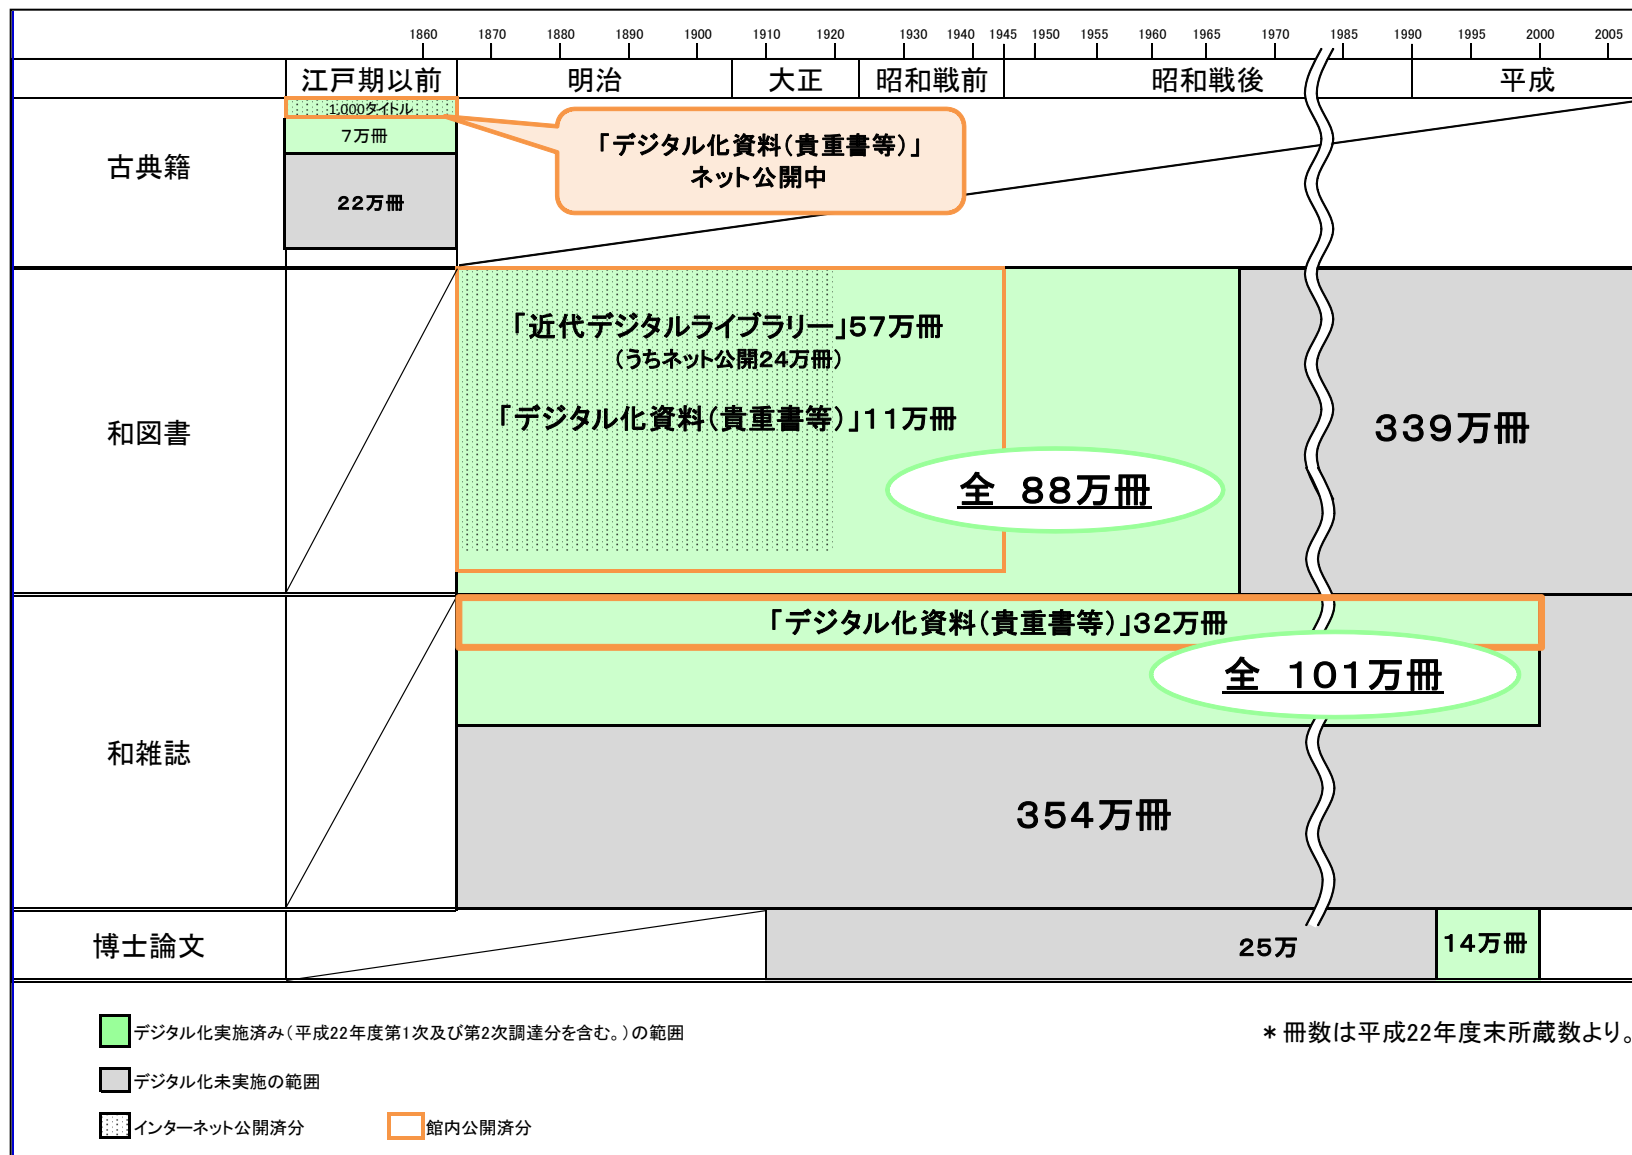 1860 1870 1880 1890 1900 1910 1920 1930 1940 1945 1950 1955 1960 1965 1970 1985 1990 1995 2000 2005
江戸期以前 明治 大正 昭和戦前 昭和戦後 平成
古典籍
1,000タイトル
7万冊
22万冊
「デジタル化資料(貴重書等)」
ネット公開中
和図書
「近代デジタルライブラリー」57万冊
(うちネット公開24万冊)
「デジタル化資料(貴重書等)」11万冊
全 88万冊
339万冊
和雑誌
「デジタル化資料(貴重書等)」32万冊
全 101万冊
354万冊
博士論文
25万
14万冊
デジタル化実施済み(平成22年度第1次及び第2次調達分を含む。)の範囲
*冊数は平成22年度末所蔵数より。
デジタル化未実施の範囲
インターネット公開済分
館内公開済分